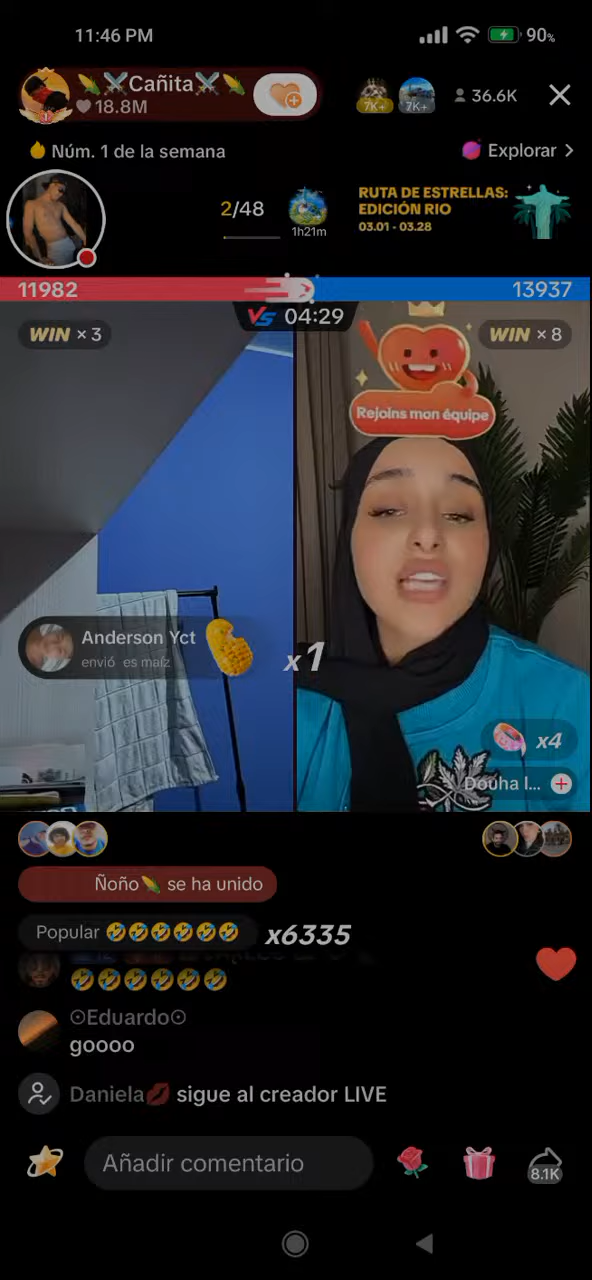 11:46 PM
90%
🌽⚔️Cañita⚔️🌽
18.8M
7K+
7K+
36.6K
Núm. 1 de la semana
Explorar >
2/48
1h21m
RUTA DE ESTRELLAS:
EDICIÓN RIO
03.01 - 03.28
11982
13937
VS 04:29
WIN × 3
WIN × 8
Rejoins mon équipe
Anderson Yct
envió es maíz
x1
x4
Douha l...
Ñoño🌽 se ha unido
Popular 🤣🤣🤣🤣🤣🤣 x6335
🤣🤣🤣🤣🤣🤣
⊙Eduardo⊙
goooo
Daniela💋 sigue al creador LIVE
Añadir comentario
8.1K